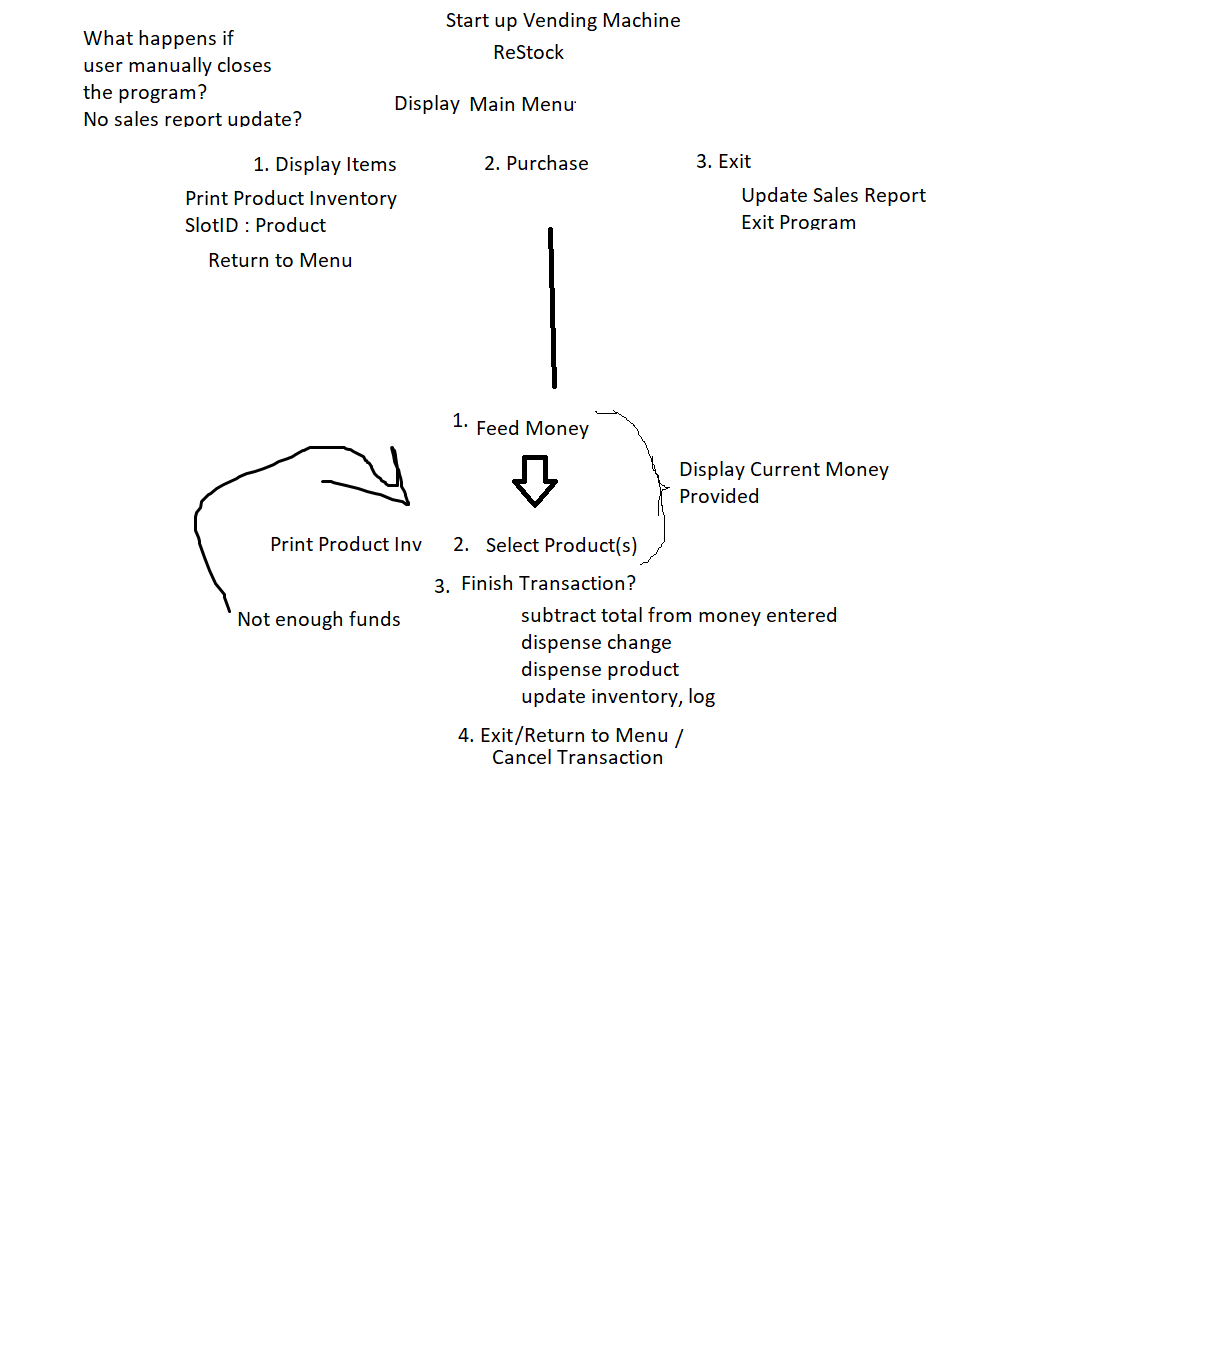 Start up Vending Machine
ReStock
What happens if
user manually closes
the program?
No sales report update?
Display Main Menu
1. Display Items
Print Product Inventory
SlotID : Product
Return to Menu
2. Purchase
3. Exit
Update Sales Report
Exit Program
1. Feed Money
Display Current Money
Provided
Print Product Inv
2. Select Product(s)
3. Finish Transaction?
Not enough funds
subtract total from money entered
dispense change
dispense product
update inventory, log
4. Exit/Return to Menu /
Cancel Transaction